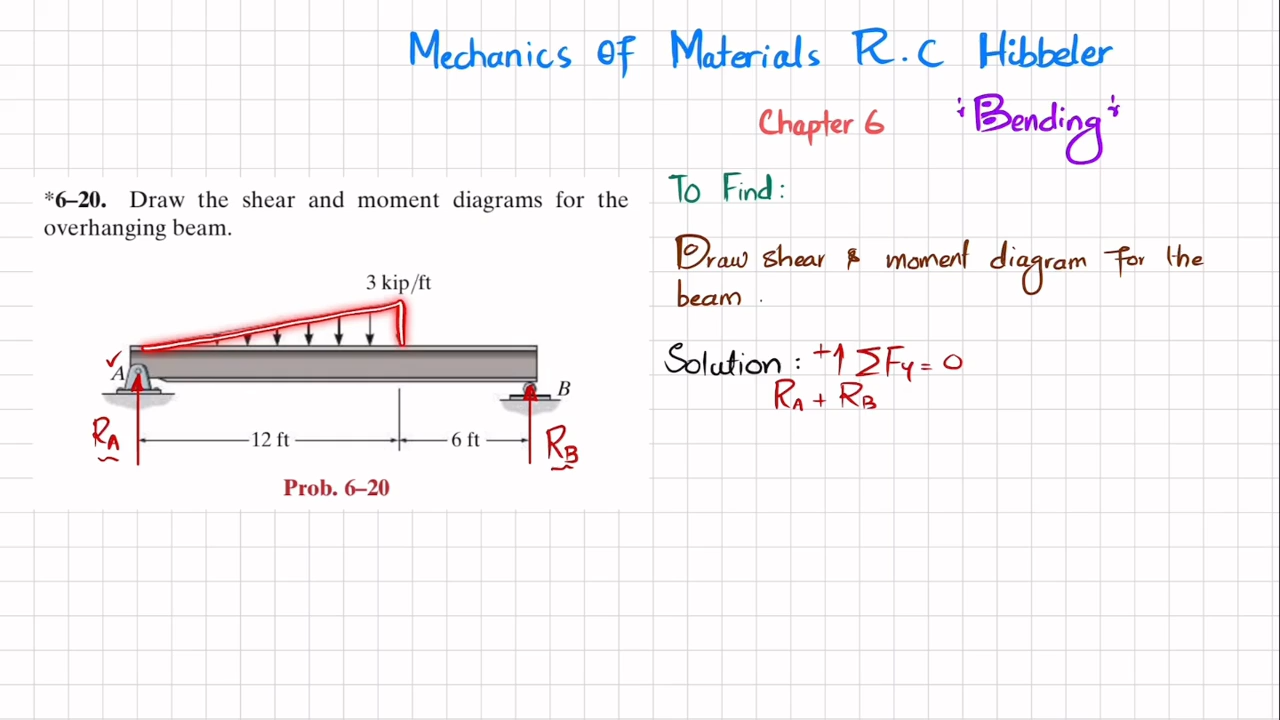 Mechanics Of Materials R.C Hibbeler
Chapter 6 "Bending"
*6–20. Draw the shear and moment diagrams for the
overhanging beam.
3 kip/ft
A
B
RA
RB
12 ft
6 ft
Prob. 6–20
To Find:
Draw shear & moment diagram for the
beam.
Solution: +↑ ΣFy = 0
RA + RB